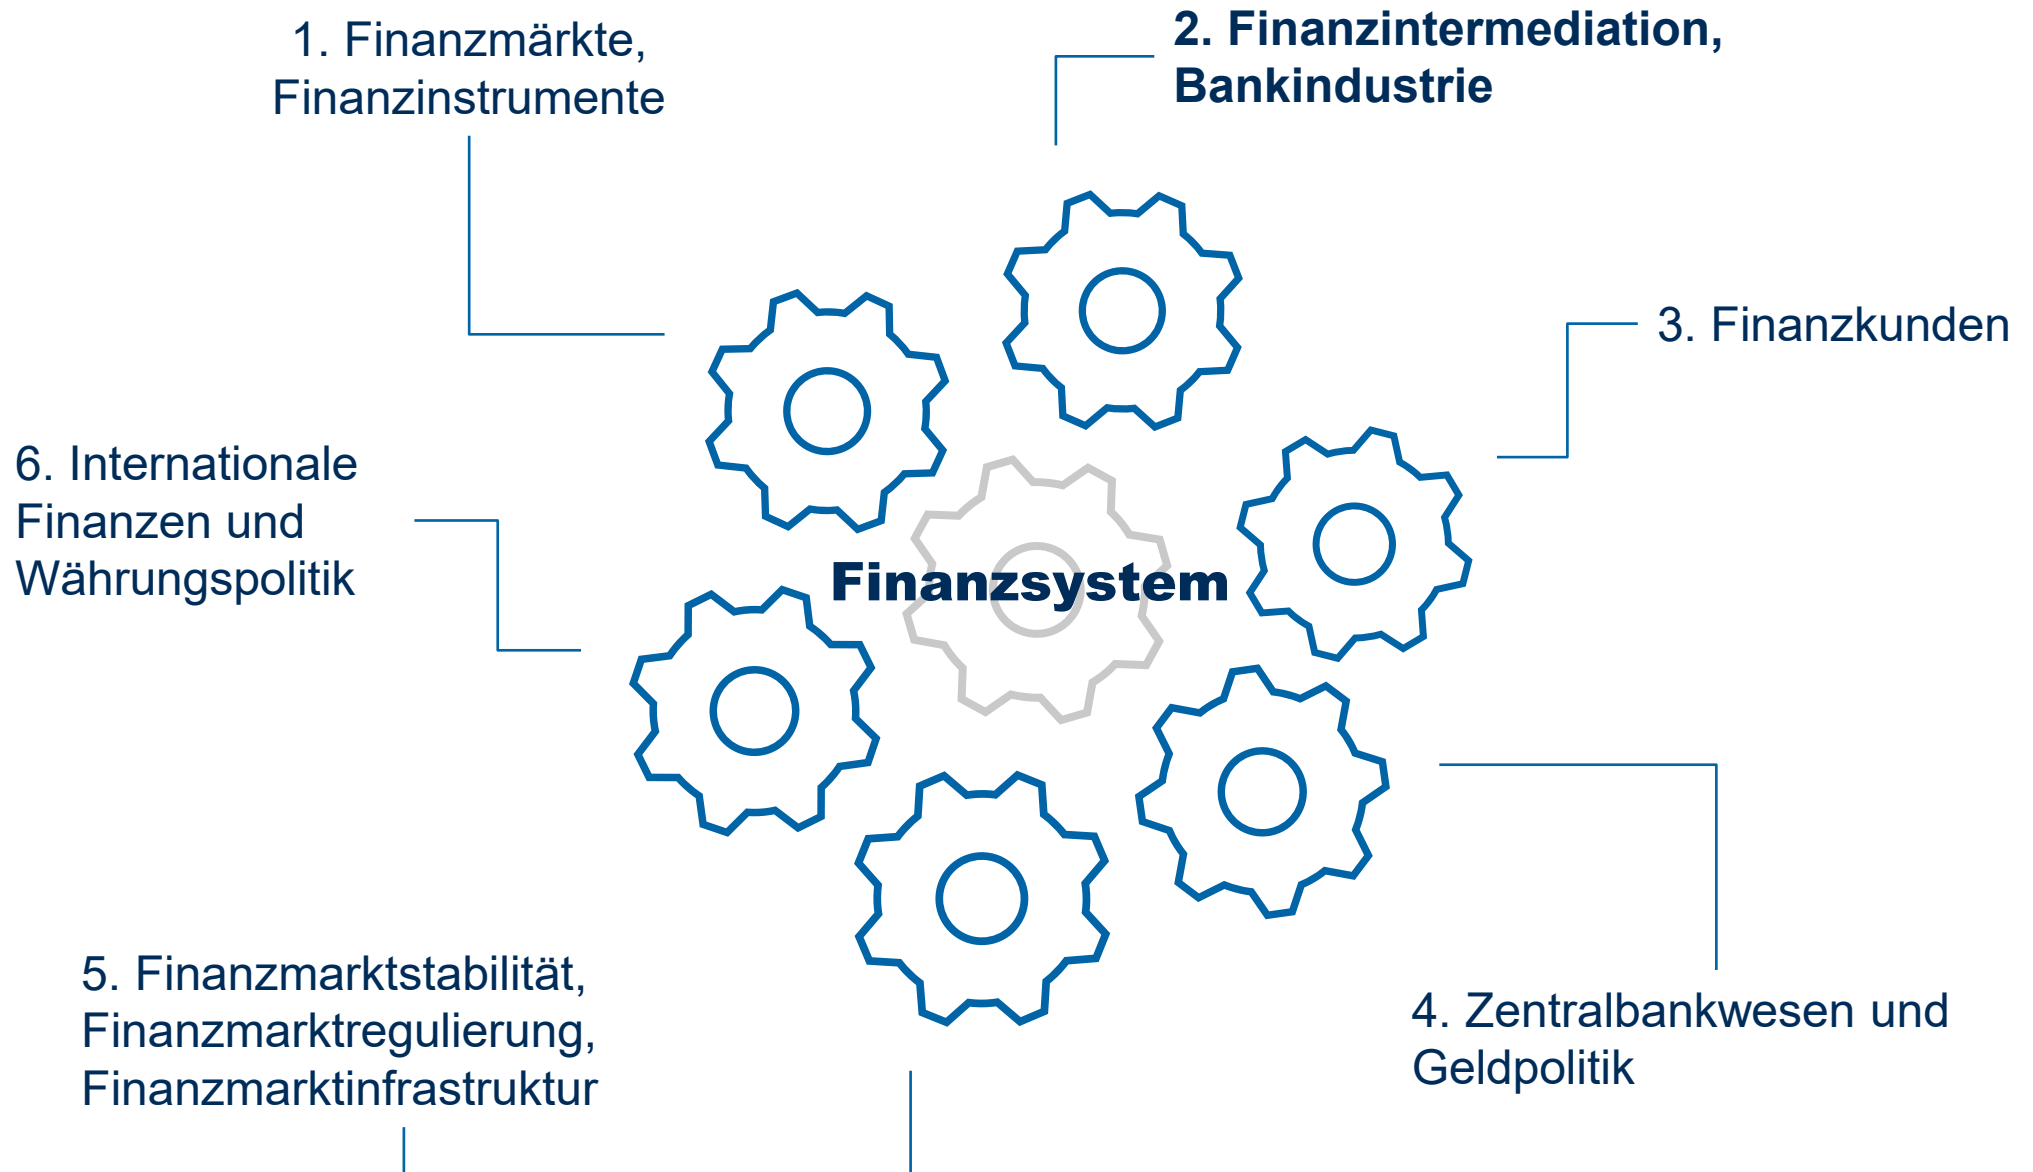 1. Finanzmärkte,
Finanzinstrumente
2. Finanzintermediation,
Bankindustrie
3. Finanzkunden
6. Internationale
Finanzen und
Währungspolitik
Finanzsystem
5. Finanzmarktstabilität,
Finanzmarktregulierung,
Finanzmarktinfrastruktur
4. Zentralbankwesen und
Geldpolitik